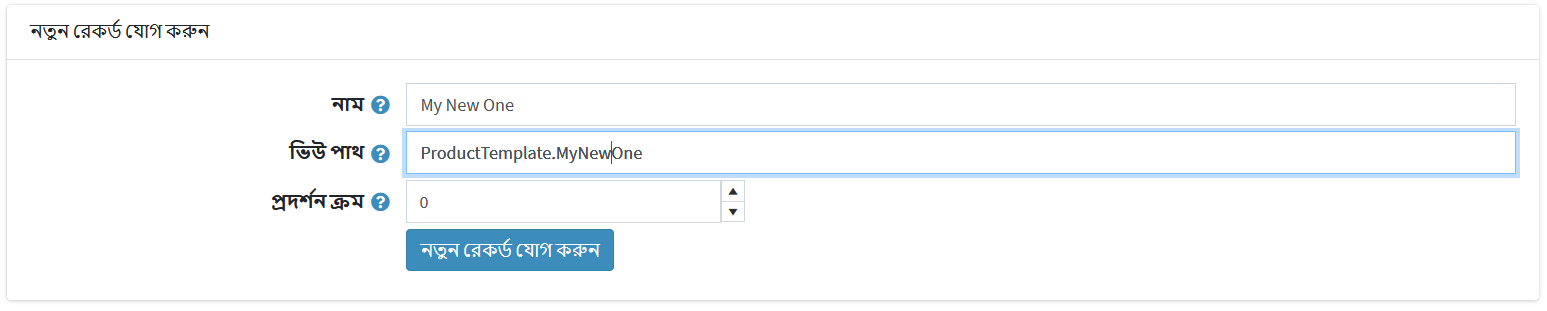 নতুন রেকর্ড যোগ করুন
নাম ?
My New One
ভিউ পাথ ?
ProductTemplate.MyNewOne
প্রদর্শন ক্রম ?
0
নতুন রেকর্ড যোগ করুন